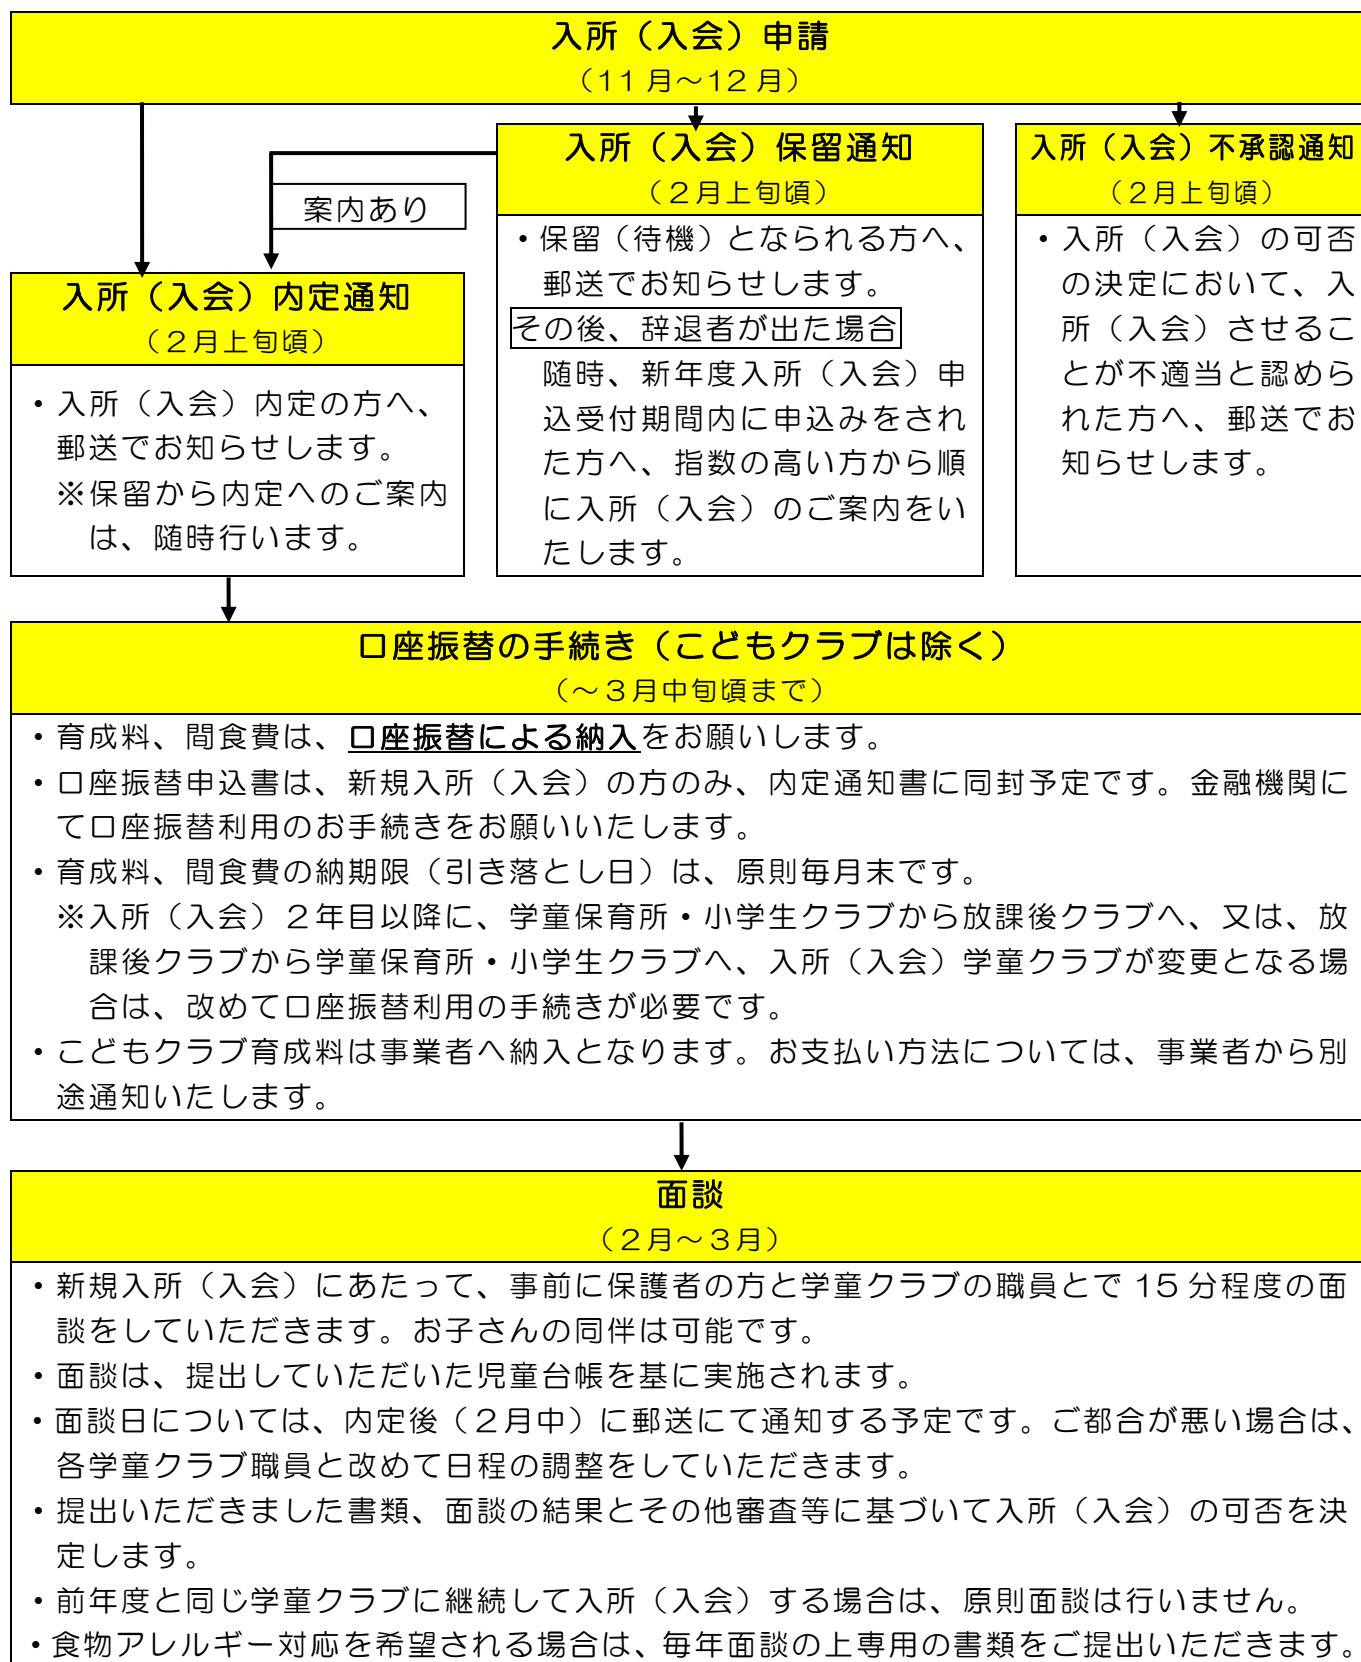 入所（入会）申請
（11月～12月）
案内あり
入所（入会）内定通知
（２月上旬頃）
・入所（入会）内定の方へ、
郵送でお知らせします。
※保留から内定へのご案内
は、随時行います。
入所（入会）保留通知
（２月上旬頃）
・保留（待機）となられる方へ、
郵送でお知らせします。
その後、辞退者が出た場合
随時、新年度入所（入会）申
込受付期間内に申込みをされ
た方へ、指数の高い方から順
に入所（入会）のご案内をい
たします。
入所（入会）不承認通知
（２月上旬頃）
・入所（入会）の可否
の決定において、入
所（入会）させるこ
とが不適当と認めら
れた方へ、郵送でお
知らせします。
口座振替の手続き（こどもクラブは除く）
（～３月中旬頃まで）
・育成料、間食費は、口座振替による納入をお願いします。
・口座振替申込書は、新規入所（入会）の方のみ、内定通知書に同封予定です。金融機関に
て口座振替利用のお手続きをお願いいたします。
・育成料、間食費の納期限（引き落とし日）は、原則毎月末です。
※入所（入会）２年目以降に、学童保育所・小学生クラブから放課後クラブへ、又は、放
課後クラブから学童保育所・小学生クラブへ、入所（入会）学童クラブが変更となる場
合は、改めて口座振替利用の手続きが必要です。
・こどもクラブ育成料は事業者へ納入となります。お支払い方法については、事業者から別
途通知いたします。
面談
（２月～３月）
・新規入所（入会）にあたって、事前に保護者の方と学童クラブの職員とで15分程度の面
談をしていただきます。お子さんの同伴は可能です。
・面談は、提出していただいた児童台帳を基に実施されます。
・面談日については、内定後（２月中）に郵送にて通知する予定です。ご都合が悪い場合は、
各学童クラブ職員と改めて日程の調整をしていただきます。
・提出いただきました書類、面談の結果とその他審査等に基づいて入所（入会）の可否を決
定します。
・前年度と同じ学童クラブに継続して入所（入会）する場合は、原則面談は行いません。
・食物アレルギー対応を希望される場合は、毎年面談の上専用の書類をご提出いただきます。